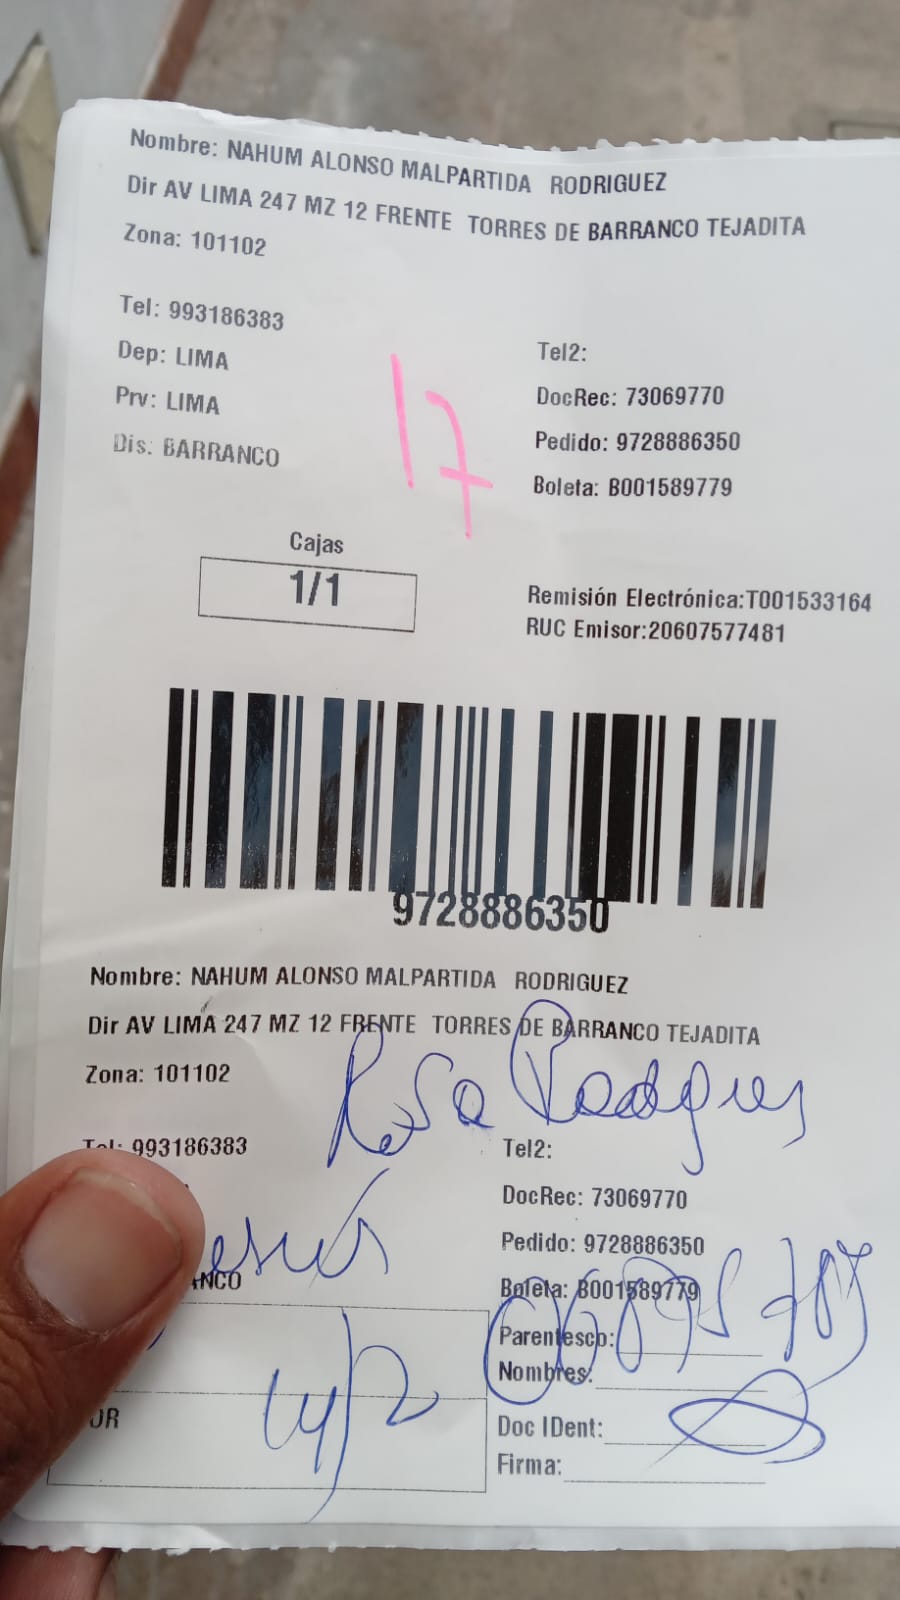 Nombre: NAHUM ALONSO MALPARTIDA RODRIGUEZ
Dir AV LIMA 247 MZ 12 FRENTE TORRES DE BARRANCO TEJADITA
Zona: 101102
Tel: 993186383
Tel2:
Dep: LIMA
DocRec: 73069770
Prv: LIMA
Pedido: 9728886350
Dis: BARRANCO
Boleta: B001589779
17
Cajas
1/1
Remisión Electrónica:T001533164
RUC Emisor:20607577481
9728886350
Nombre: NAHUM ALONSO MALPARTIDA RODRIGUEZ
Dir AV LIMA 247 MZ 12 FRENTE TORRES DE BARRANCO TEJADITA
Zona: 101102
Rosa
Tel: 993186383
Tel2:
DocRec: 73069770
Pedido: 9728886350
Boleta: B001589779
Parentesco:
Nombres:
Doc IDent:
Firma: